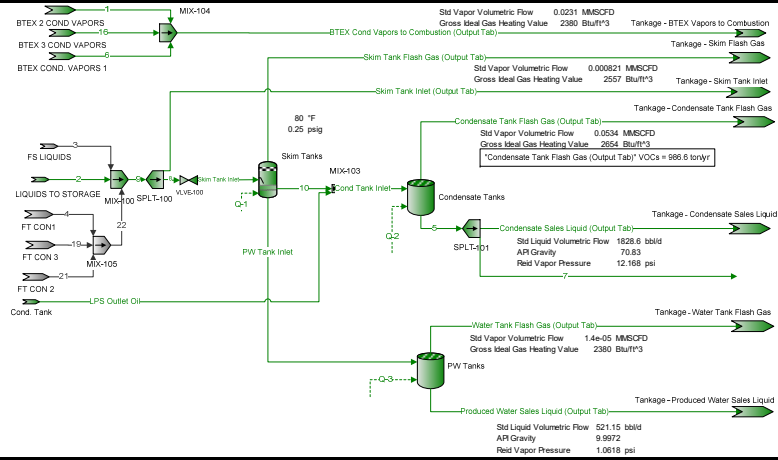 1
MIX-104
BTEX 2 COND VAPORS
16
BTEX 3 COND VAPORS
6
BTEX COND. VAPORS 1
Std Vapor Volumetric Flow 0.0231 MMSCFD
Gross Ideal Gas Heating Value 2380 Btu/ft^3
Tankage - BTEX Vapors to Combustion
BTEX Cond Vapors to Combustion (Output Tab)
Tankage - Skim Flash Gas
Skim Tank Flash Gas (Output Tab)
Std Vapor Volumetric Flow 0.000821 MMSCFD
Gross Ideal Gas Heating Value 2557 Btu/ft^3
Tankage - Skim Tank Inlet
Skim Tank Inlet (Output Tab)
80 °F
0.25 psig
Tankage - Condensate Tank Flash Gas
Condensate Tank Flash Gas (Output Tab)
Std Vapor Volumetric Flow 0.0534 MMSCFD
Gross Ideal Gas Heating Value 2654 Btu/ft^3
"Condensate Tank Flash Gas (Output Tab)" VOCs = 986.6 ton/yr
3
FS LIQUIDS
2
LIQUIDS TO STORAGE
MIX-100
9
SPLT-100
8
VLVE-100
Skim Tank Inlet
Skim Tanks
Q-1
10
MIX-103
Cond Tank Inlet
Condensate Tanks
Q-2
4
FT CON1
22
19
FT CON 3
MIX-105
21
FT CON 2
PW Tank Inlet
5
SPLT-101
Tankage - Condensate Sales Liquid
Condensate Sales Liquid (Output Tab)
Std Liquid Volumetric Flow 1828.6 bbl/d
API Gravity 70.83
Reid Vapor Pressure 12.168 psi
7
LPS Outlet Oil
Cond. Tank
Tankage - Water Tank Flash Gas
Water Tank Flash Gas (Output Tab)
Std Vapor Volumetric Flow 1.4e-05 MMSCFD
Gross Ideal Gas Heating Value 2380 Btu/ft^3
PW Tanks
Q-3
Tankage - Produced Water Sales Liquid
Produced Water Sales Liquid (Output Tab)
Std Liquid Volumetric Flow 521.15 bbl/d
API Gravity 9.9972
Reid Vapor Pressure 1.0618 psi